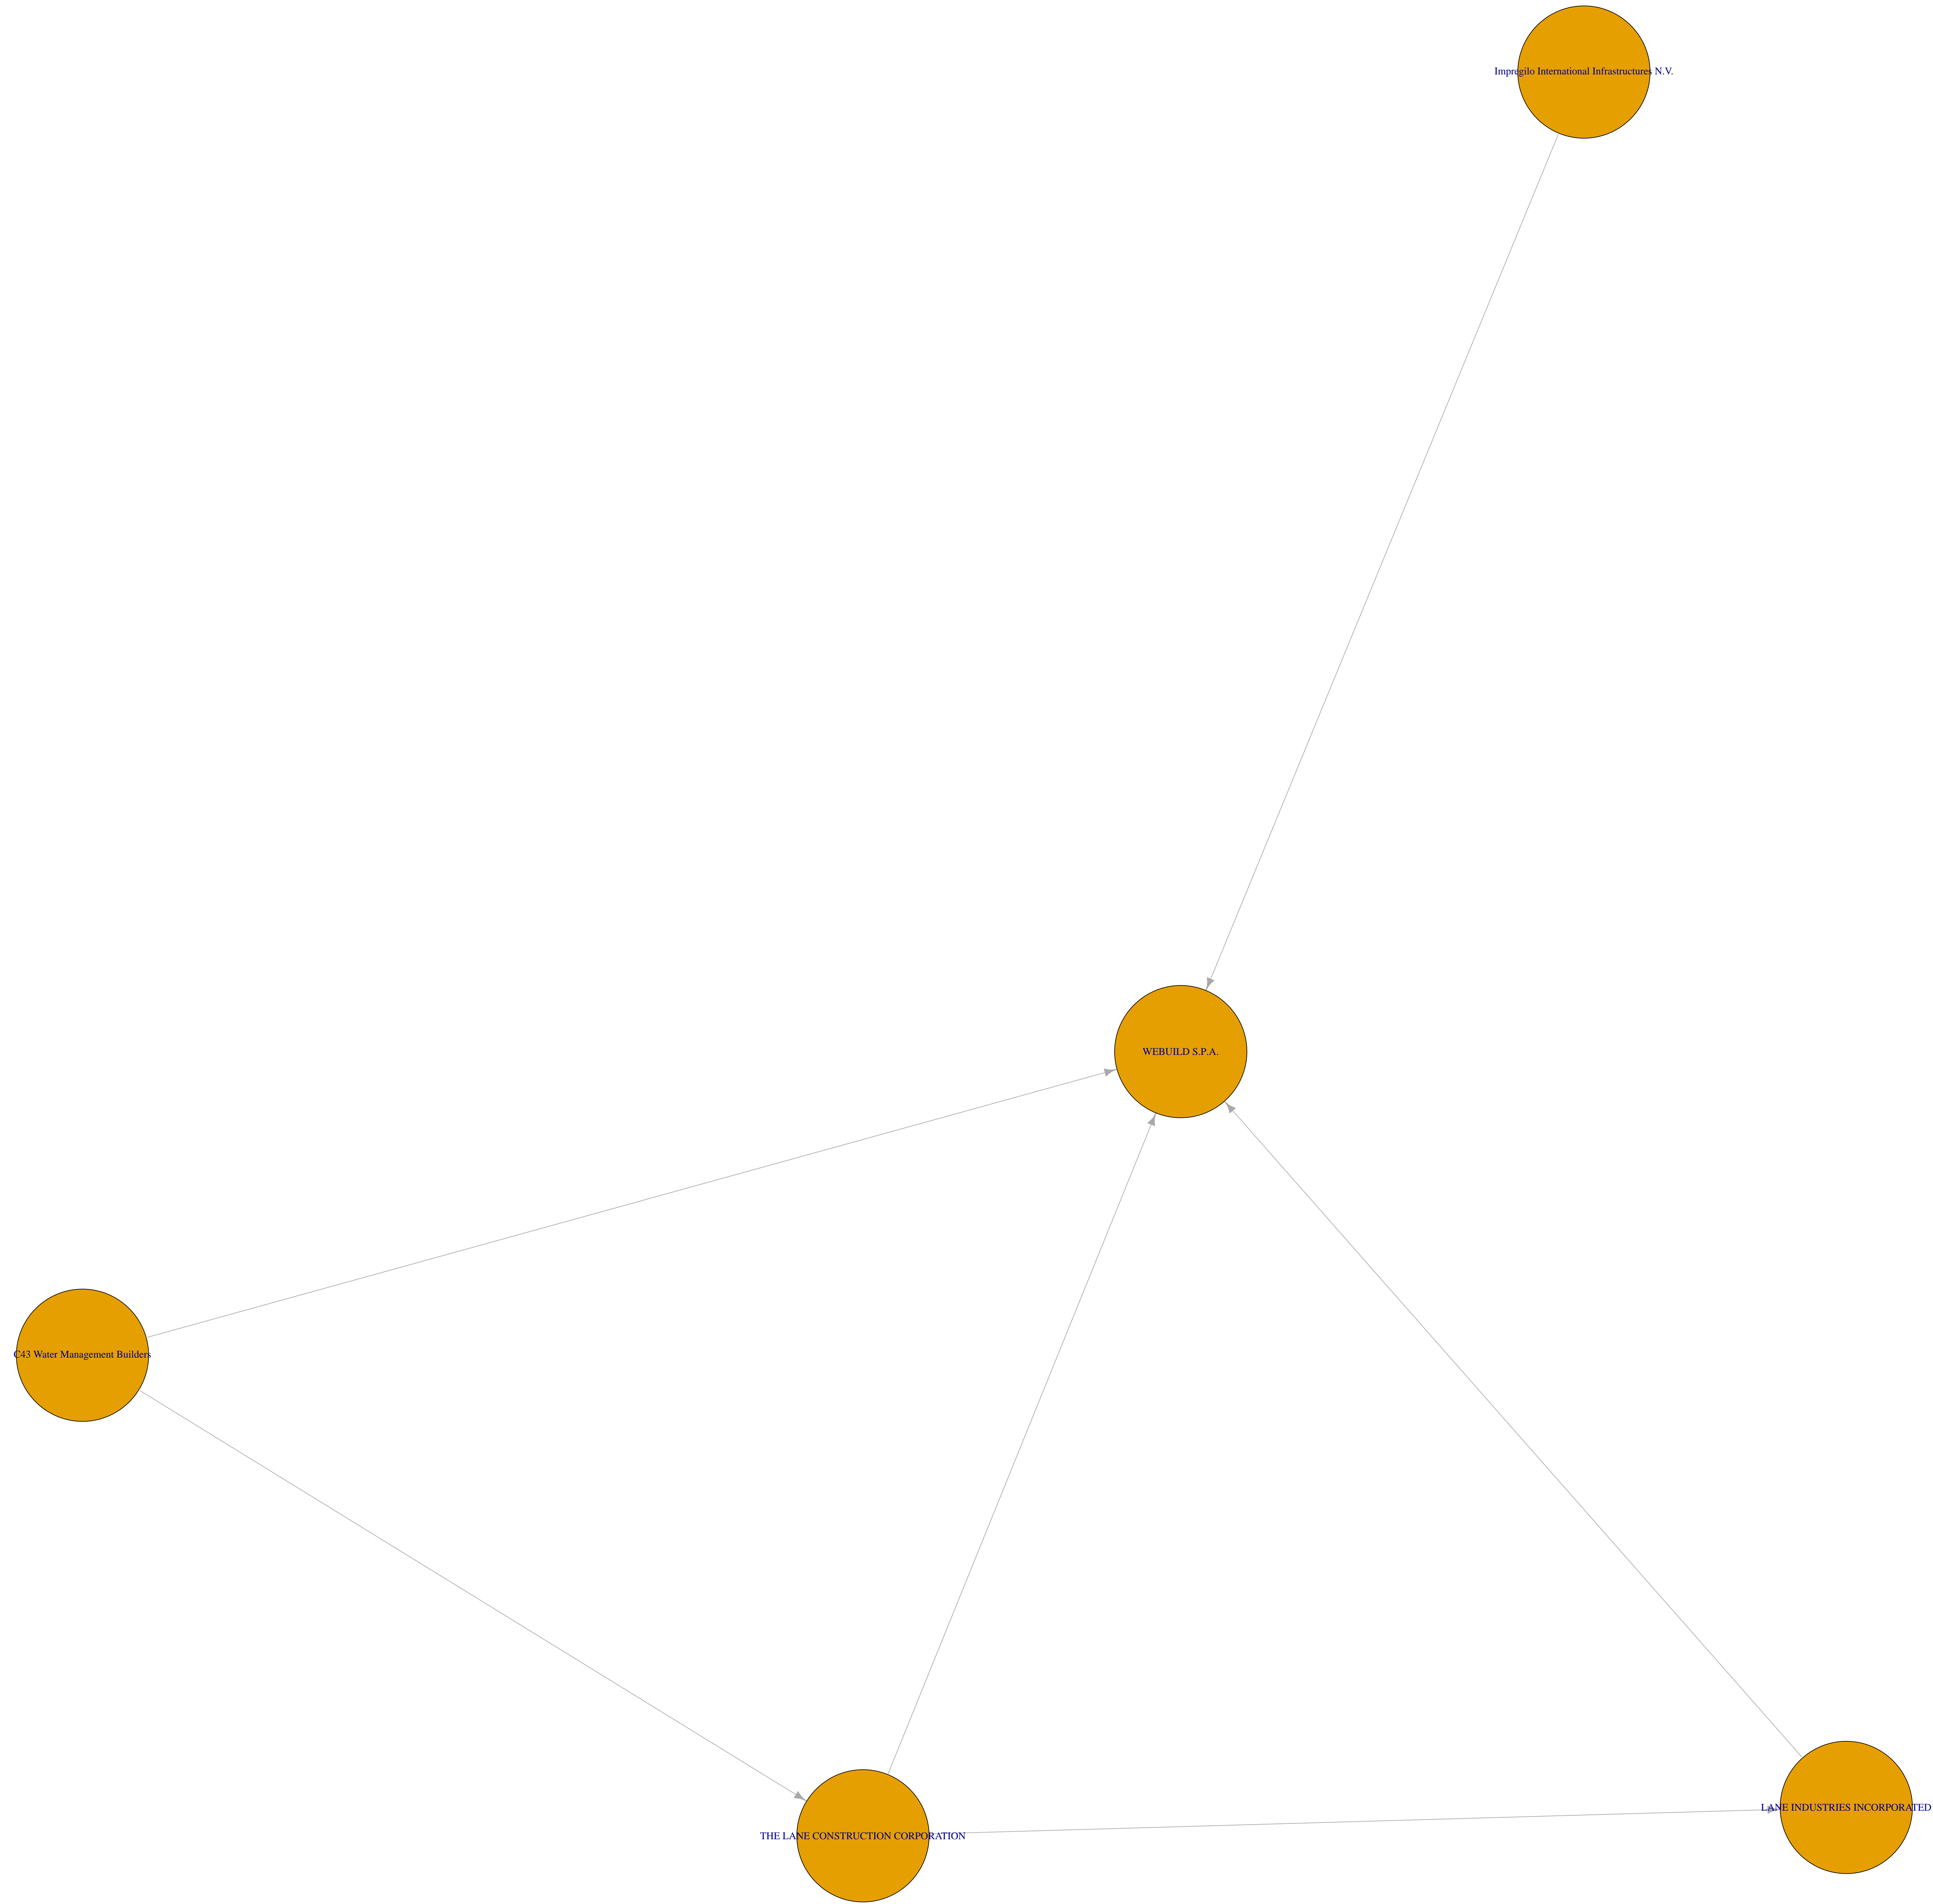 Impregilo International Infrastructures N.V.
WEBUILD S.P.A.
C43 Water Management Builders
LANE INDUSTRIES INCORPORATED
THE LANE CONSTRUCTION CORPORATION